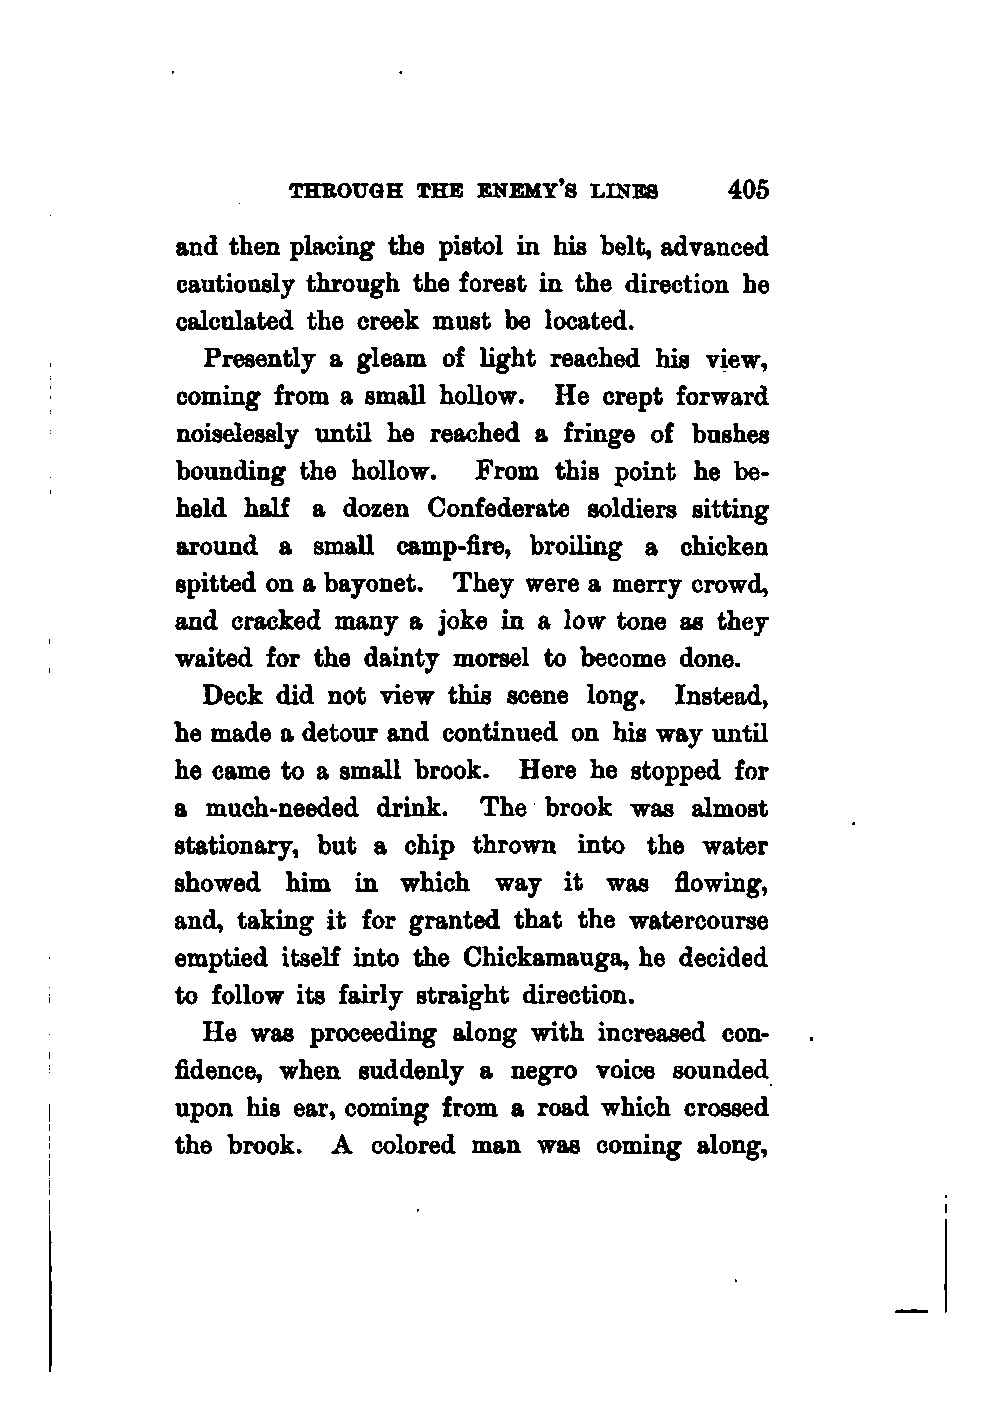 THROUGH THE ENEMY'S LINES 405
and then placing the pistol in his belt, advanced
cautiously through the forest in the direction he
calculated the creek must be located.
Presently a gleam of light reached his view,
coming from a small hollow. He crept forward
noiselessly until he reached a fringe of bushes
bounding the hollow. From this point he be-
held half a dozen Confederate soldiers sitting
around a small camp-fire, broiling a chicken
spitted on a bayonet. They were a merry crowd,
and cracked many a joke in a low tone as they
waited for the dainty morsel to become done.
Deck did not view this scene long. Instead,
he made a detour and continued on his way until
he came to a small brook. Here he stopped for
a much-needed drink. The brook was almost
stationary, but a chip thrown into the water
showed him in which way it was flowing,
and, taking it for granted that the watercourse
emptied itself into the Chickamauga, he decided
to follow its fairly straight direction.
He was proceeding along with increased con-
fidence, when suddenly a negro voice sounded
upon his ear, coming from a road which crossed
the brook. A colored man was coming along,